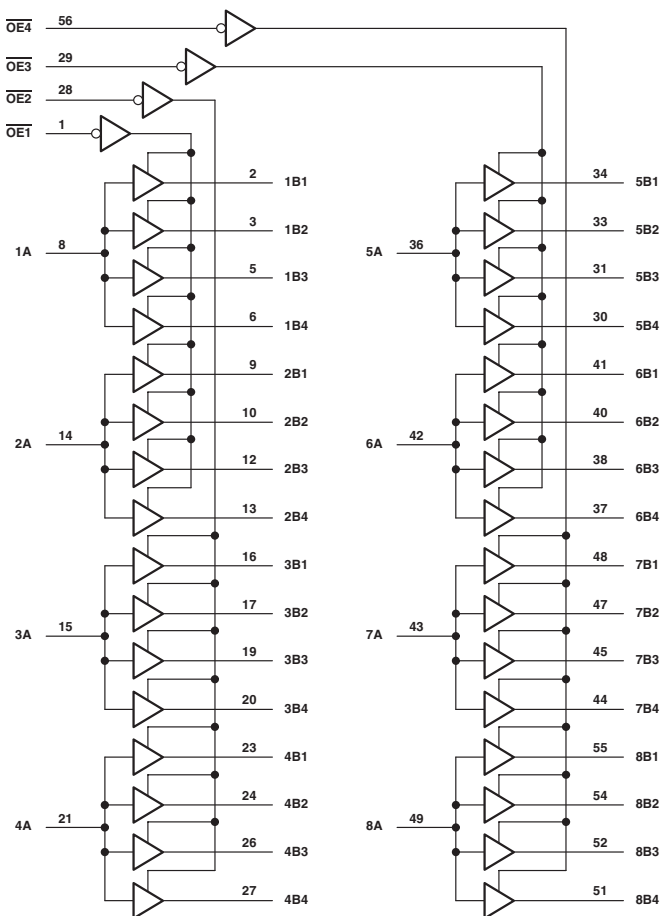 OE4 56
OE3 29
OE2 28
OE1 1
2 1B1
3 1B2
1A 8
5 1B3
6 1B4
9 2B1
10 2B2
2A 14
12 2B3
13 2B4
16 3B1
17 3B2
3A 15
19 3B3
20 3B4
23 4B1
24 4B2
4A 21
26 4B3
27 4B4
34 5B1
33 5B2
5A 36
31 5B3
30 5B4
41 6B1
40 6B2
6A 42
38 6B3
37 6B4
48 7B1
47 7B2
7A 43
45 7B3
44 7B4
55 8B1
54 8B2
8A 49
52 8B3
51 8B4